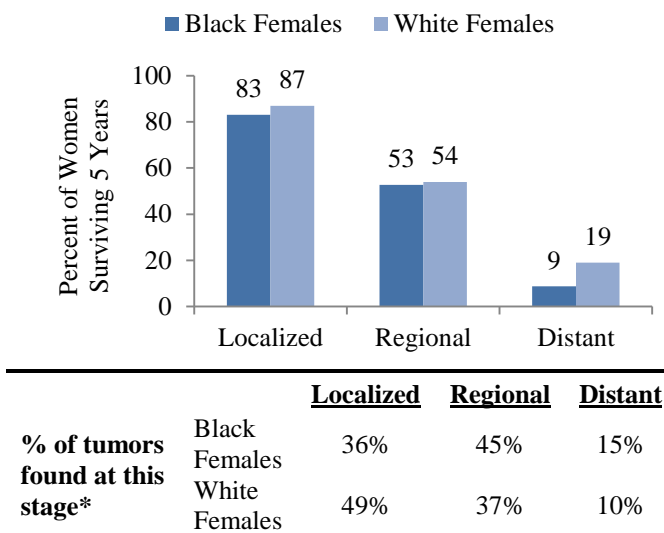 Black Females White Females
100
80
60
40
20
0
Percent of Women
Surviving 5 Years
83 87
53 54
9 19
Localized Regional Distant
Localized Regional Distant
% of tumors
found at this
stage*
Black
Females 36% 45% 15%
White
Females 49% 37% 10%